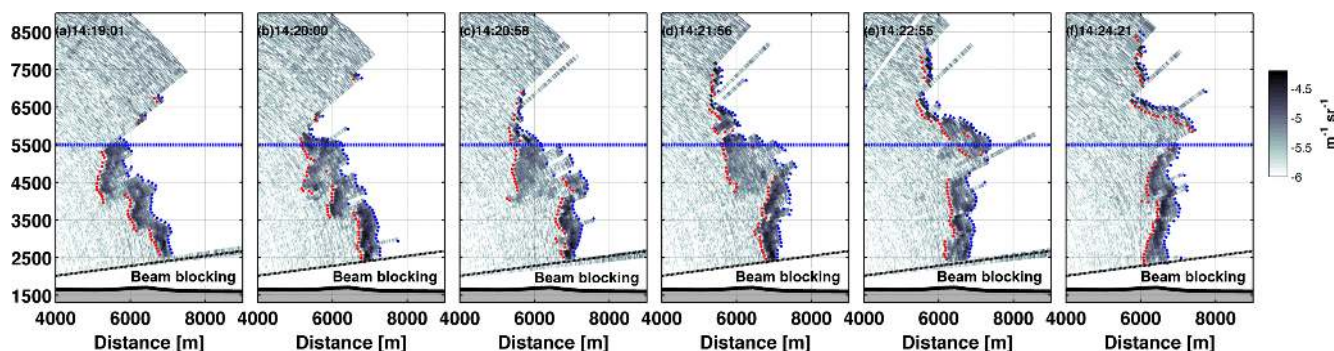 (a)14:19:01 (b)14:20:00 (c)14:20:58 (d)14:21:56 (e)14:22:55 (f)14:24:21
8500
7500
6500
5500
4500
3500
2500
1500
Beam blocking Beam blocking Beam blocking Beam blocking Beam blocking Beam blocking
4000 6000 8000 4000 6000 8000 4000 6000 8000 4000 6000 8000 4000 6000 8000 4000 6000 8000
Distance [m] Distance [m] Distance [m] Distance [m] Distance [m] Distance [m]
-4.5
-5
-5.5
-6
m⁻¹ sr⁻¹